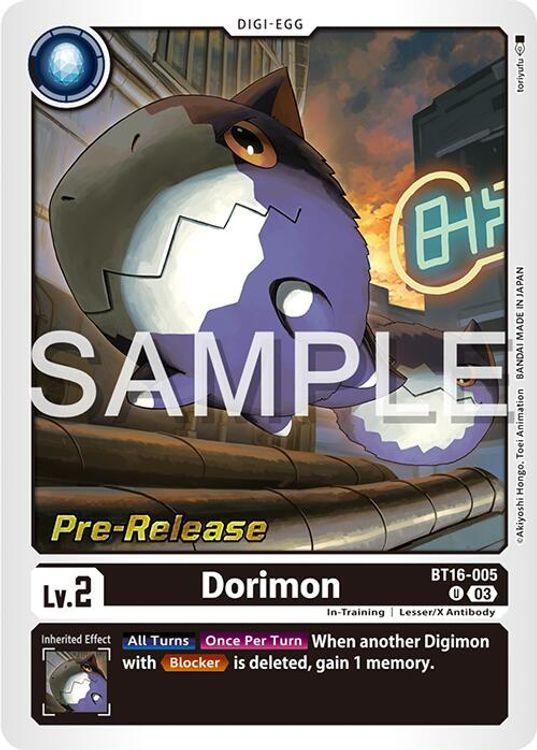 DIGI-EGG
toriyufu
SAMPLE
©Akiyoshi Hongo, Toei Animation BANDAI MADE IN JAPAN
Pre-Release
Lv.2
Dorimon
BT16-005
U 03
In-Training | Lesser/X Antibody
Inherited Effect
All Turns Once Per Turn When another Digimon
with Blocker is deleted, gain 1 memory.